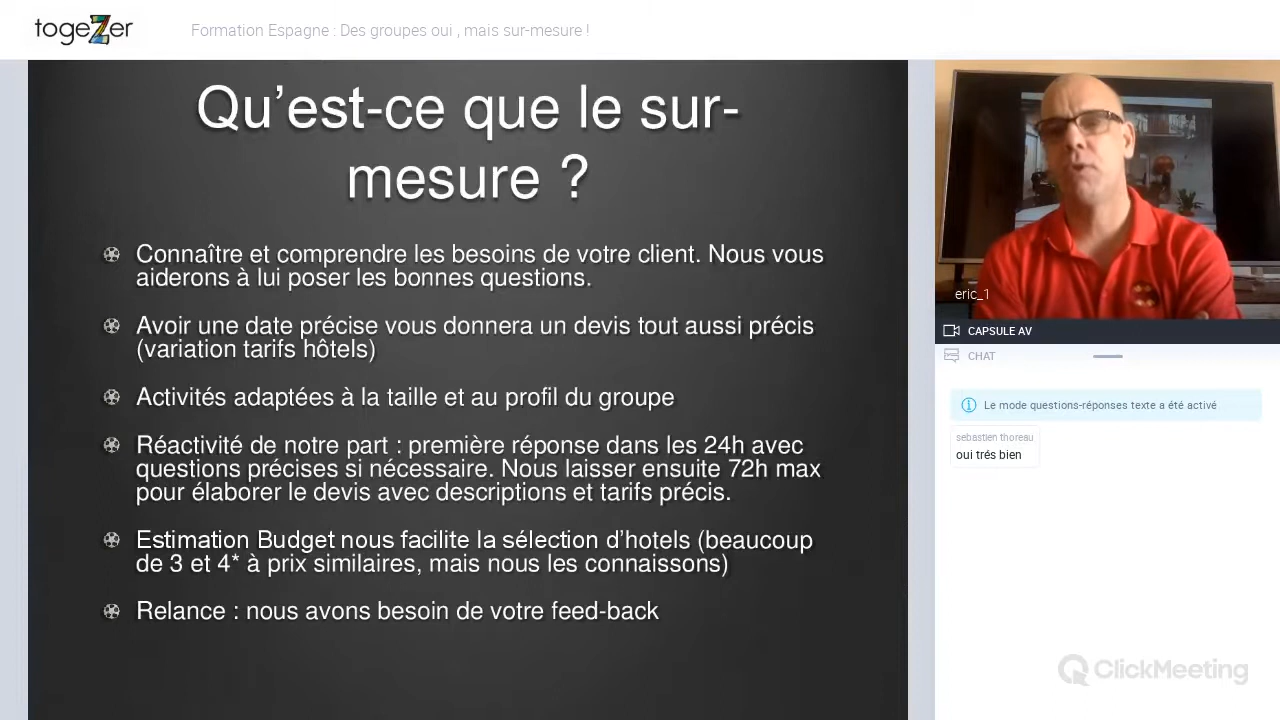 togeZer
Formation Espagne : Des groupes oui , mais sur-mesure !
Qu’est-ce que le sur-
mesure ?
Connaître et comprendre les besoins de votre client. Nous vous
aiderons à lui poser les bonnes questions.
Avoir une date précise vous donnera un devis tout aussi précis
(variation tarifs hôtels)
Activités adaptées à la taille et au profil du groupe
Réactivité de notre part : première réponse dans les 24h avec
questions précises si nécessaire. Nous laisser ensuite 72h max
pour élaborer le devis avec descriptions et tarifs précis.
Estimation Budget nous facilite la sélection d’hotels (beaucoup
de 3 et 4* à prix similaires, mais nous les connaissons)
Relance : nous avons besoin de votre feed-back
eric_1
CAPSULE AV
CHAT
Le mode questions-réponses texte a été activé
sebastien thoreau
oui trés bien
ClickMeeting